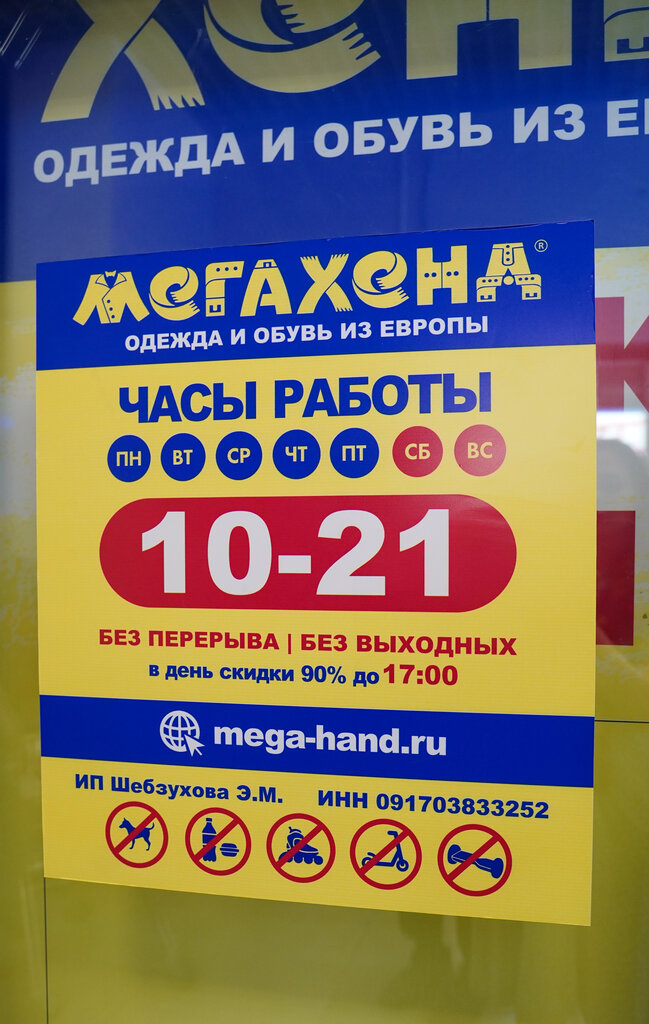 ОДЕЖДА И ОБУВЬ ИЗ
МЕГАХЕНД®
ОДЕЖДА И ОБУВЬ ИЗ ЕВРОПЫ
ЧАСЫ РАБОТЫ
ПН ВТ СР ЧТ ПТ СБ ВС
10-21
БЕЗ ПЕРЕРЫВА | БЕЗ ВЫХОДНЫХ
в день скидки 90% до 17:00
mega-hand.ru
ИП Шебзухова Э.М. ИНН 091703833252